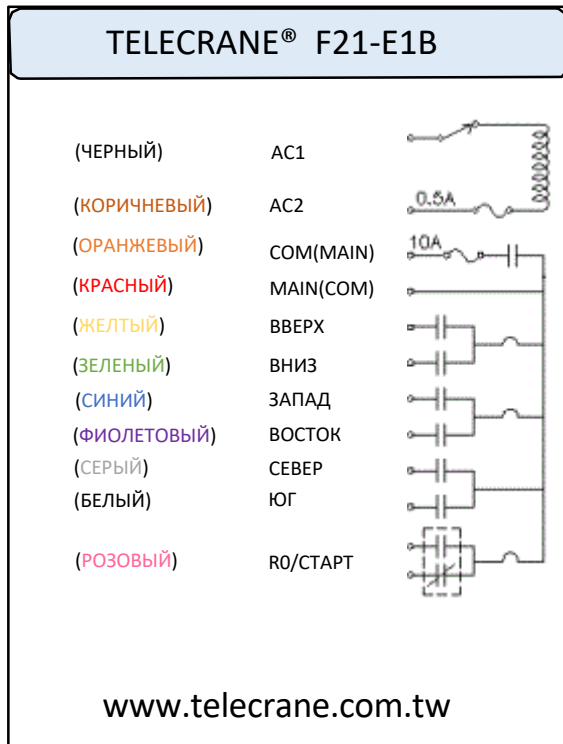 TELECRANE® F21-E1B
(ЧЕРНЫЙ) AC1
(КОРИЧНЕВЫЙ) AC2 0.5A
(ОРАНЖЕВЫЙ) COM(MAIN) 10A
(КРАСНЫЙ) MAIN(COM)
(ЖЕЛТЫЙ) ВВЕРХ
(ЗЕЛЕНЫЙ) ВНИЗ
(СИНИЙ) ЗАПАД
(ФИОЛЕТОВЫЙ) ВОСТОК
(СЕРЫЙ) СЕВЕР
(БЕЛЫЙ) ЮГ
(РОЗОВЫЙ) R0/СТАРТ
www.telecrane.com.tw